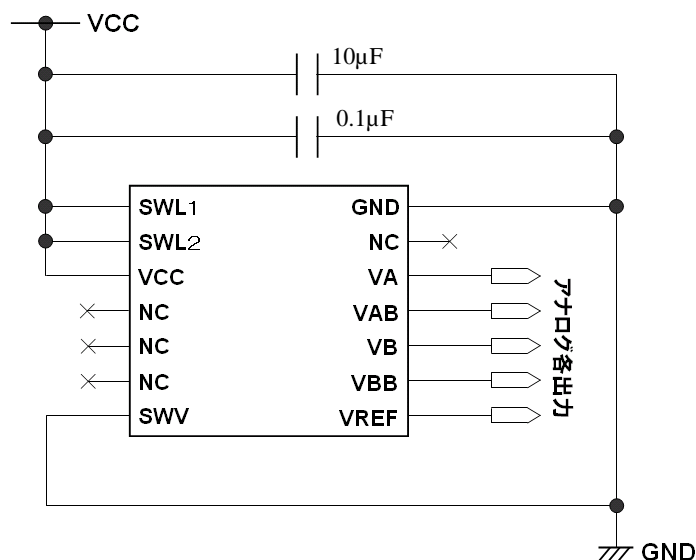 VCC
10µF
0.1µF
SWL1
SWL2
VCC
NC
NC
NC
SWV
GND
NC
VA
VAB
VB
VBB
VREF
アナログ各出力
GND